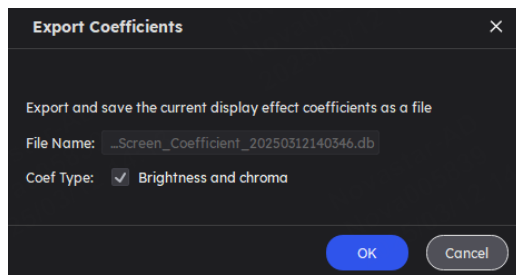 Export Coefficients
Export and save the current display effect coefficients as a file
File Name: ...Screen_Coefficient_20250312140346.db
Coef Type: Brightness and chroma
OK Cancel